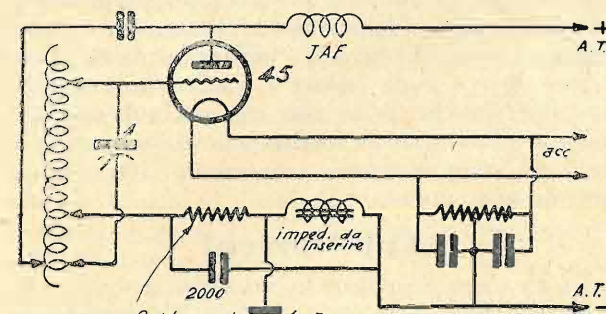 JAF
+
A.T.
45
A
acc
imped. da
inserire
2000
A.T.
-